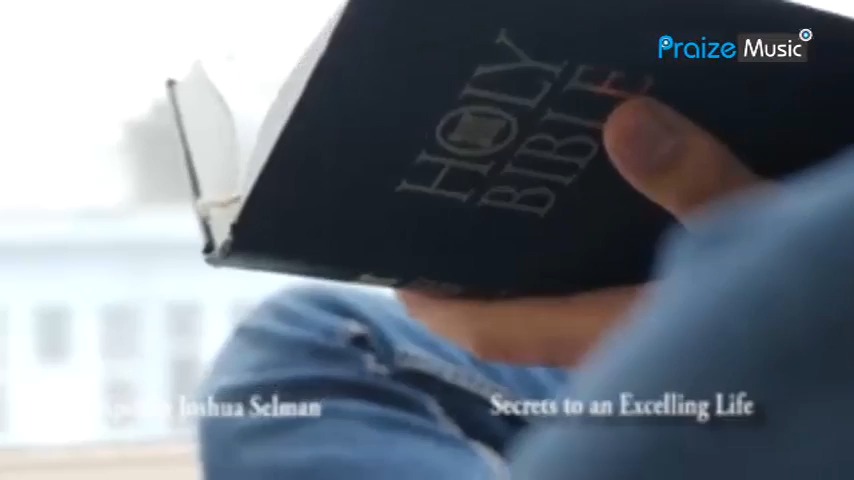 Praize Music
HOLY
BIBLE
Joshua Selman
Secrets to an Excelling Life